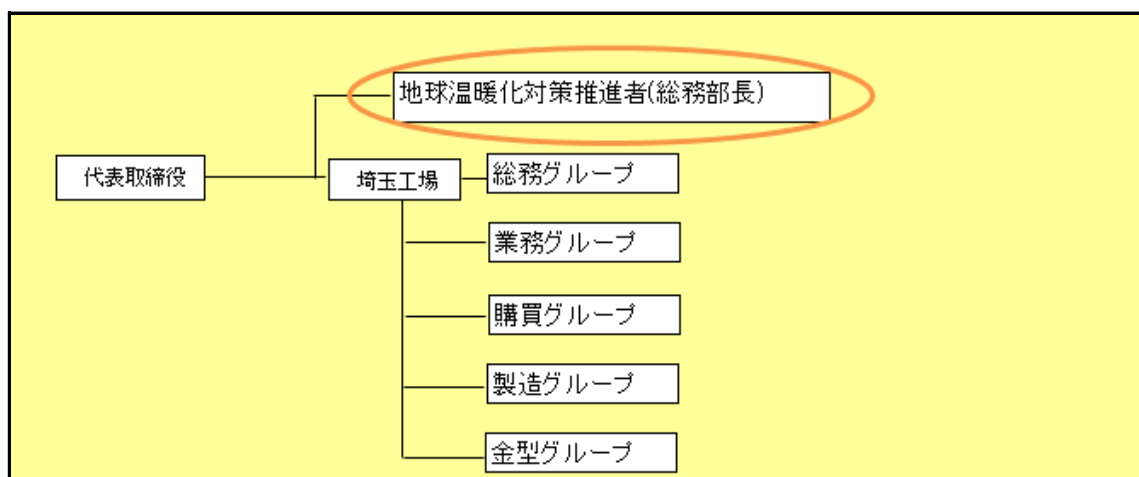 地球温暖化対策推進者(総務部長)
代表取締役
埼玉工場
総務グループ
業務グループ
購買グループ
製造グループ
金型グループ